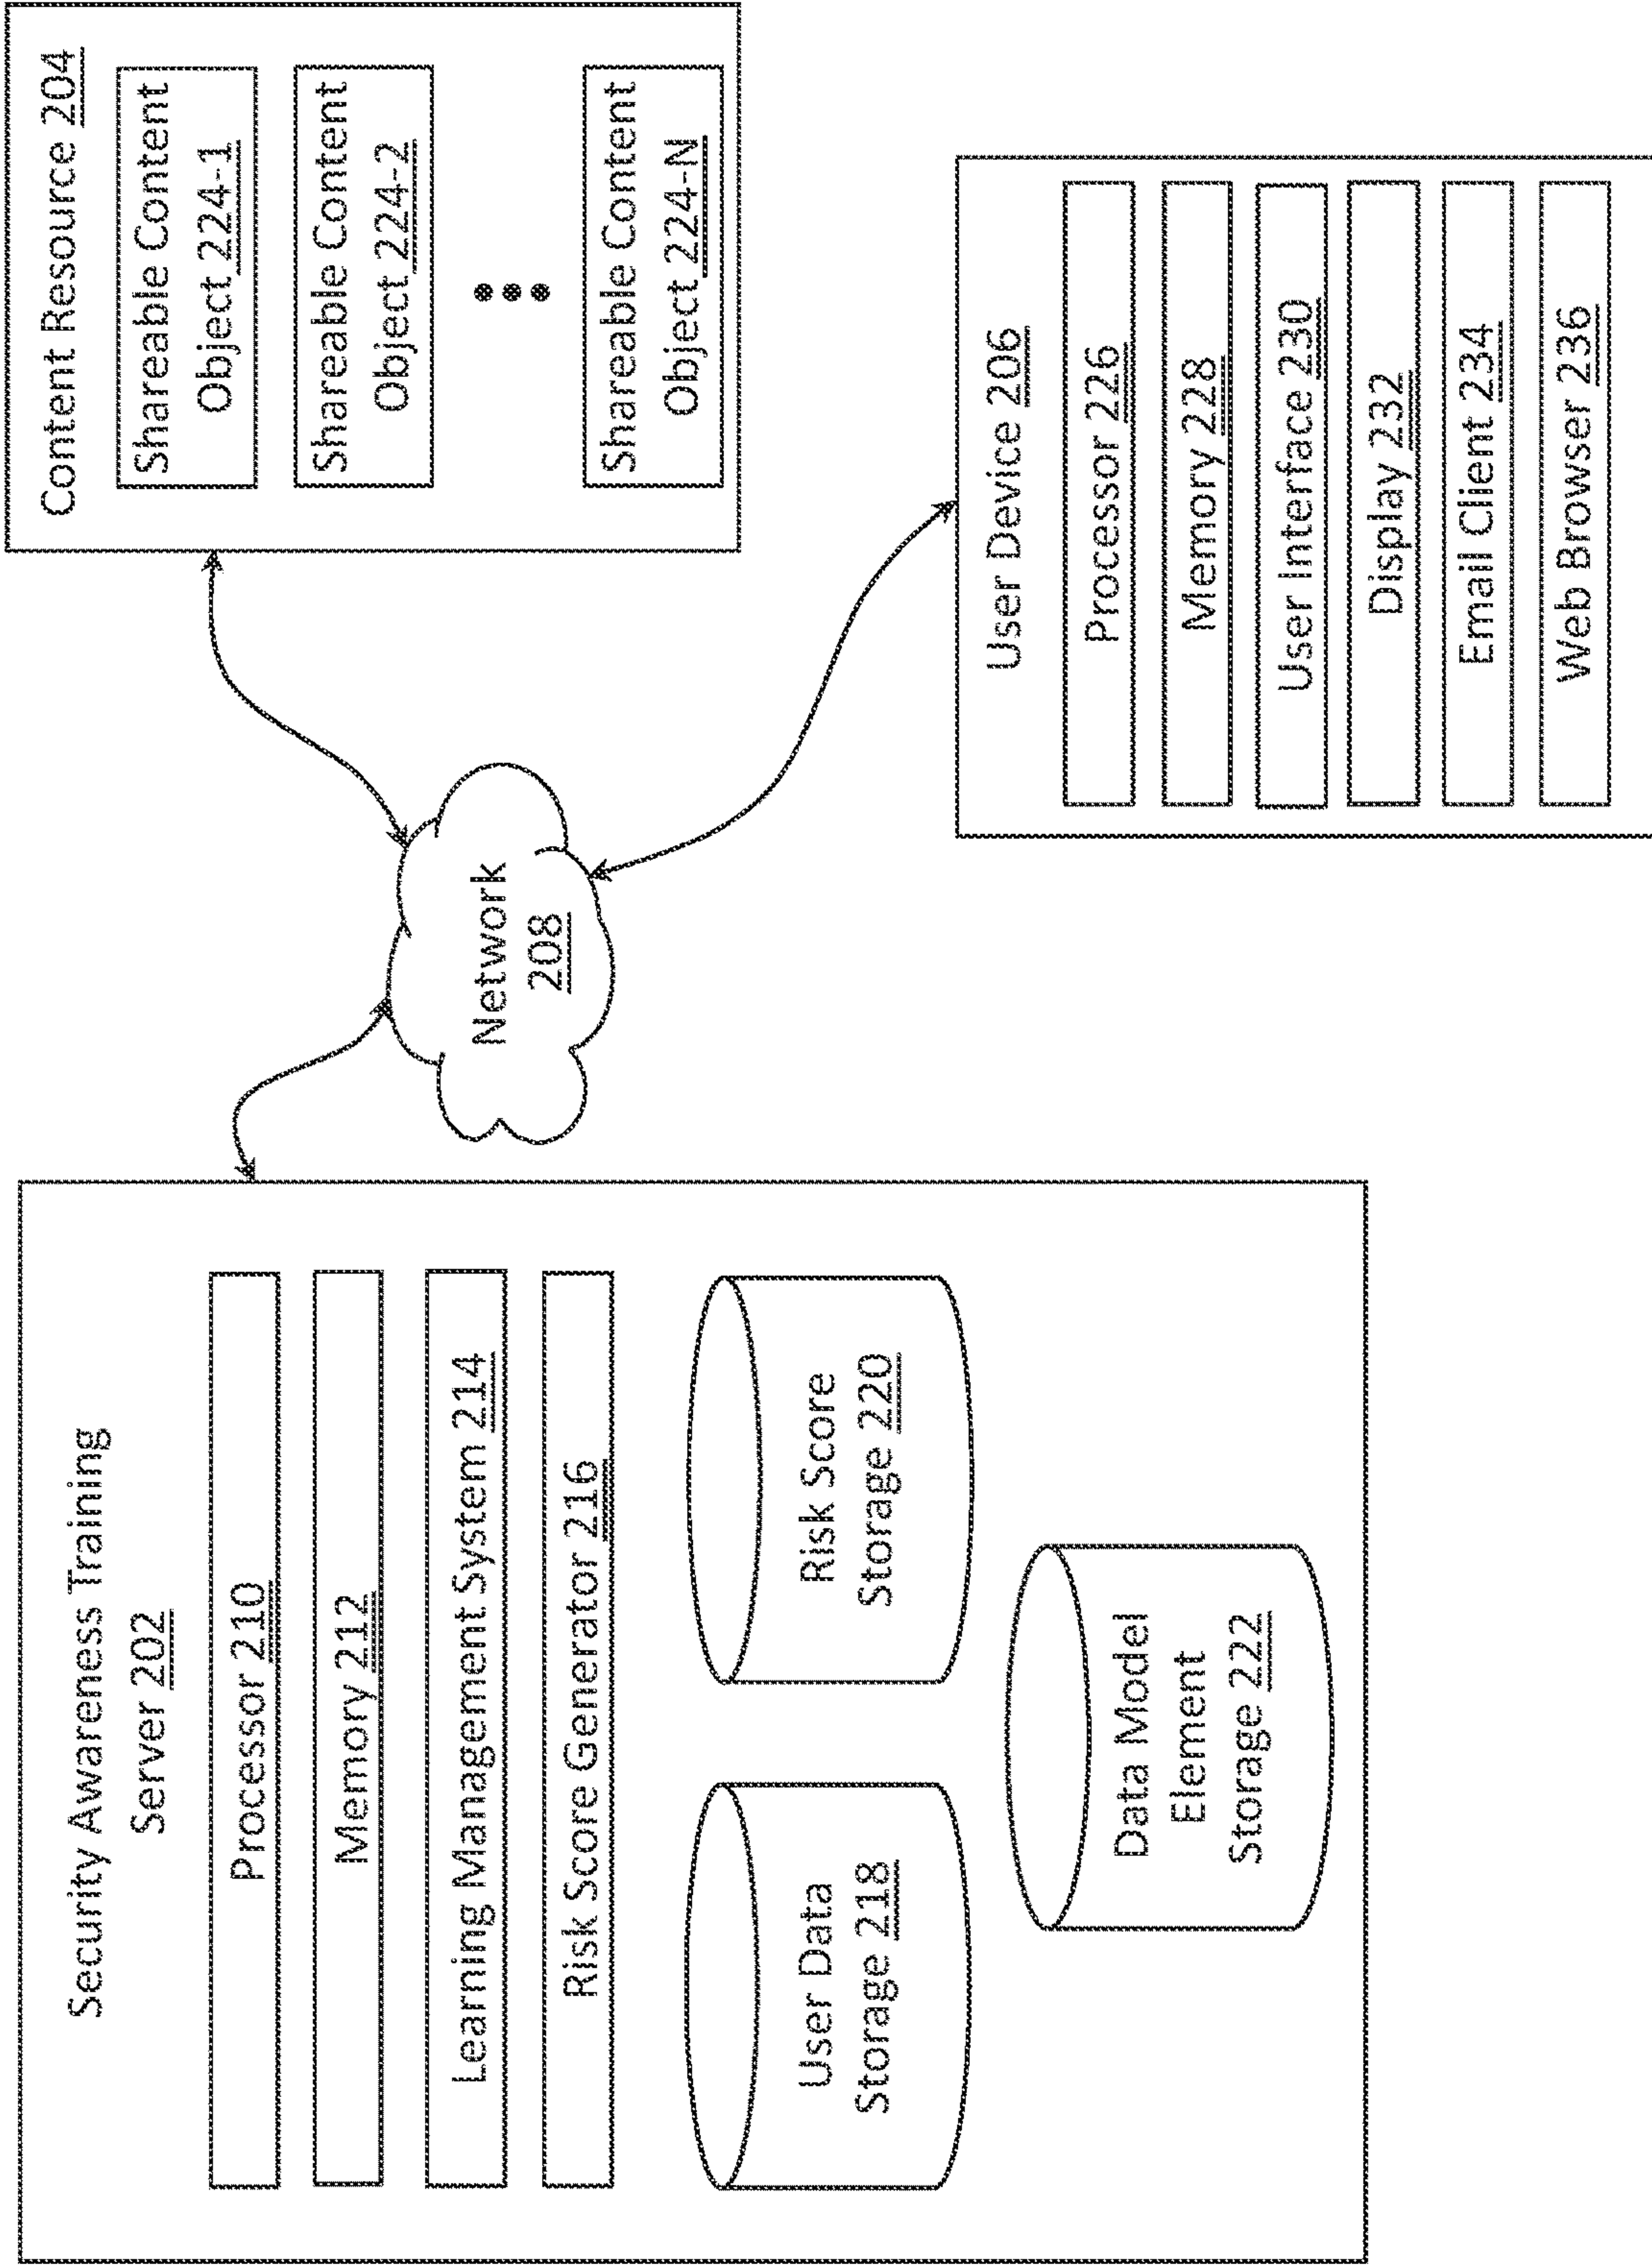 Security Awareness Training
Server 202
Processor 210
Memory 212
Learning Management System 214
Risk Score Generator 216
User Data
Storage 218
Risk Score
Storage 220
Data Model
Element
Storage 222
Network
208
Content Resource 204
Shareable Content
Object 224-1
Shareable Content
Object 224-2
Shareable Content
Object 224-N
User Device 206
Processor 226
Memory 228
User Interface 230
Display 232
Email Client 234
Web Browser 236